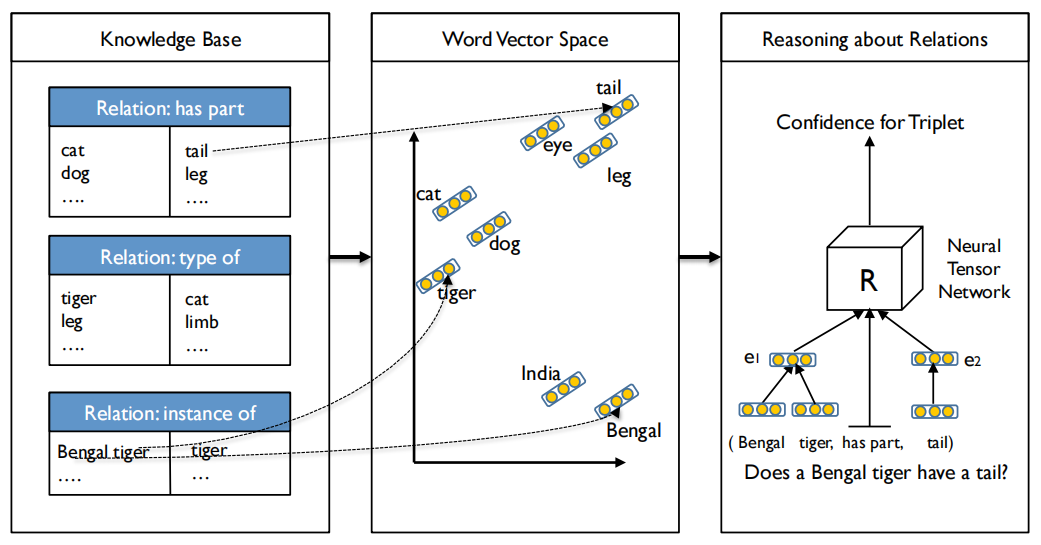 Knowledge Base
Relation: has part
cat tail
dog leg
.... ....
Relation: type of
tiger cat
leg limb
.... ....
Relation: instance of
Bengal tiger tiger
.... ...
Word Vector Space
tail
eye
leg
cat
dog
tiger
India
Bengal
Reasoning about Relations
Confidence for Triplet
R
Neural
Tensor
Network
e1 e2
( Bengal tiger, has part, tail)
Does a Bengal tiger have a tail?